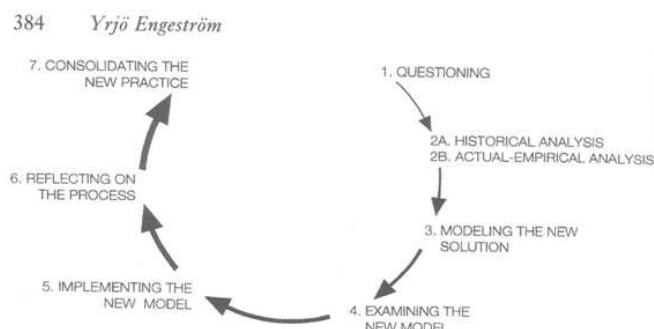 384 Yrjö Engeström
1. QUESTIONING
2A. HISTORICAL ANALYSIS
2B. ACTUAL-EMPIRICAL ANALYSIS
3. MODELING THE NEW
SOLUTION
4. EXAMINING THE
NEW MODEL
5. IMPLEMENTING THE
NEW MODEL
6. REFLECTING ON
THE PROCESS
7. CONSOLIDATING THE
NEW PRACTICE